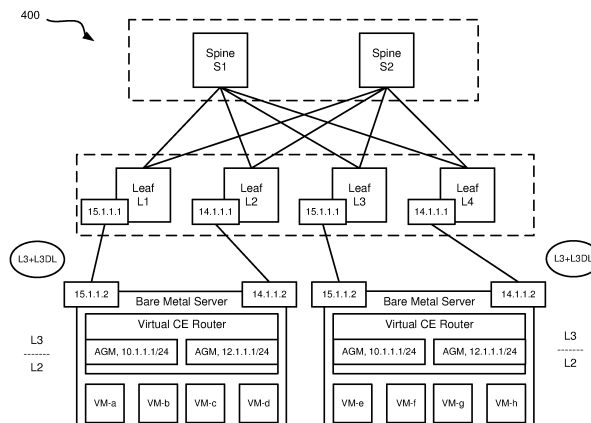 400
Spine
S1
Spine
S2
Leaf
L1
Leaf
L2
Leaf
L3
Leaf
L4
15.1.1.1
14.1.1.1
15.1.1.1
14.1.1.1
L3+L3DL
L3+L3DL
15.1.1.2
14.1.1.2
15.1.1.2
14.1.1.2
Bare Metal Server
Bare Metal Server
Virtual CE Router
Virtual CE Router
L3
L2
AGM, 10.1.1.1/24
AGM, 12.1.1.1/24
AGM, 10.1.1.1/24
AGM, 12.1.1.1/24
L3
L2
VM-a
VM-b
VM-c
VM-d
VM-e
VM-f
VM-g
VM-h